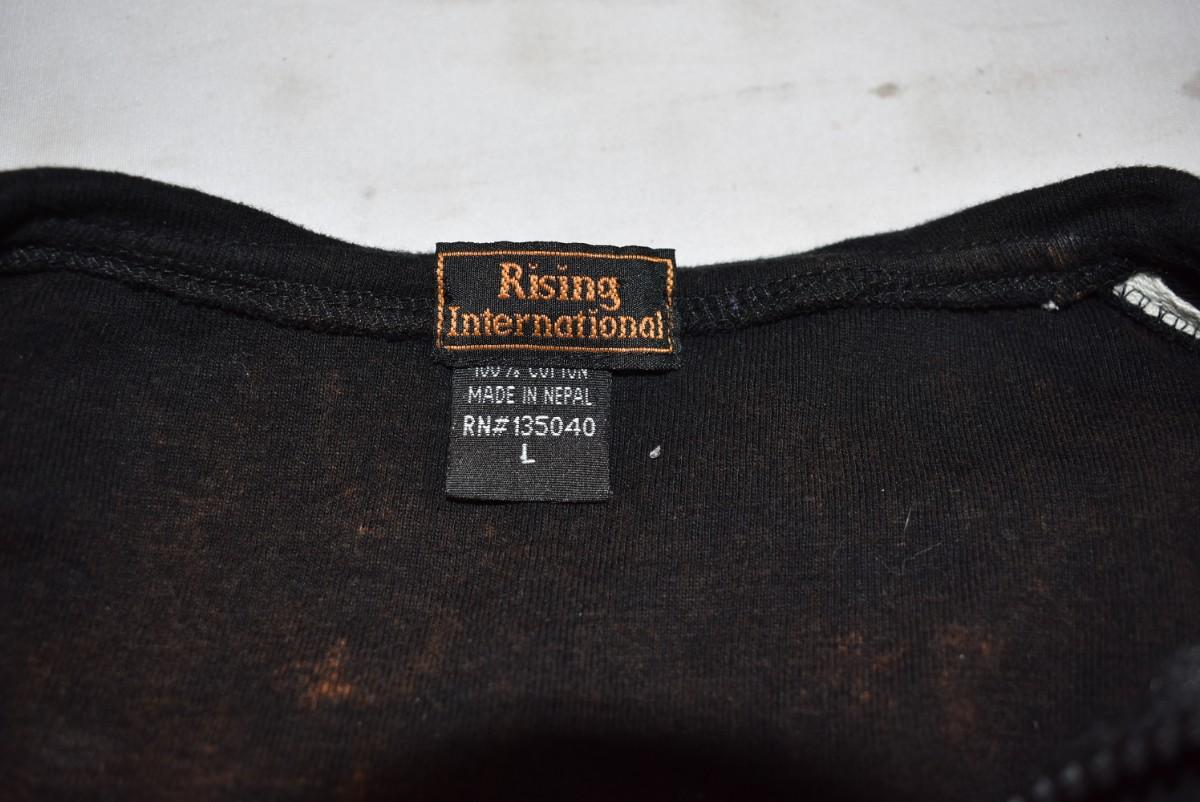 Rising
International
100% COTTON
MADE IN NEPAL
RN#135040
L